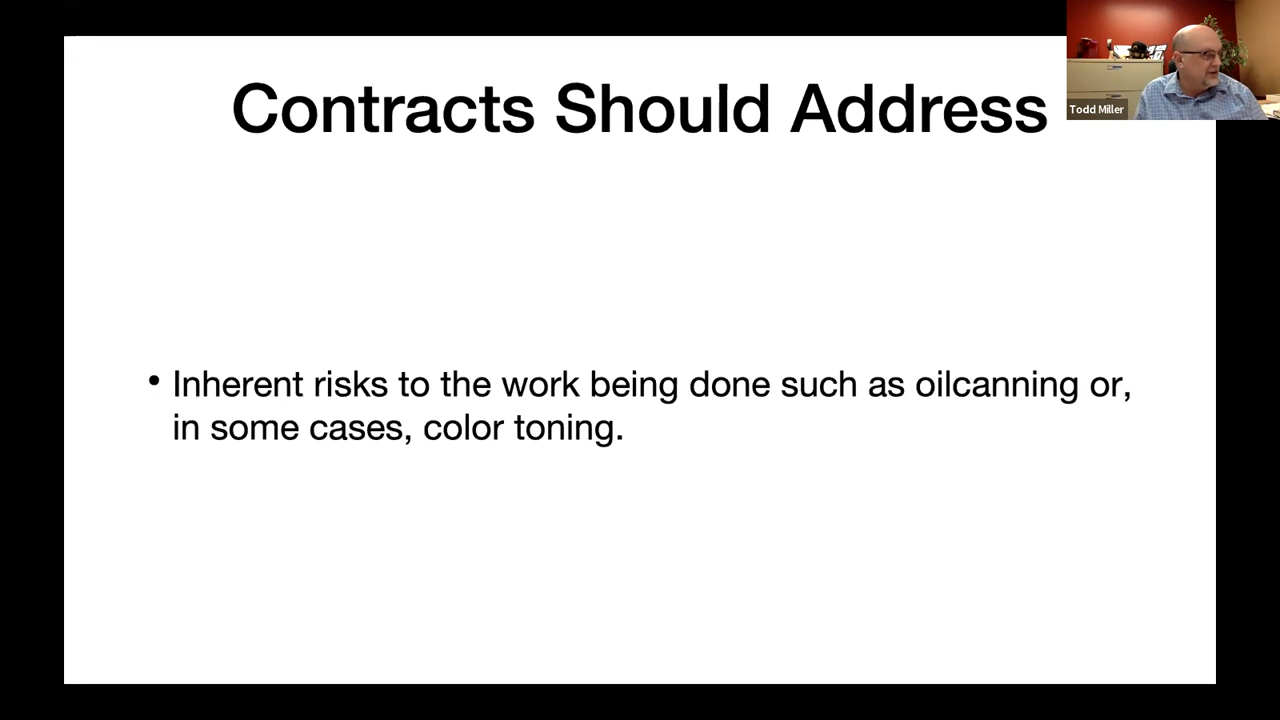 Contracts Should Address
Todd Miller
• Inherent risks to the work being done such as oilcanning or,
in some cases, color toning.